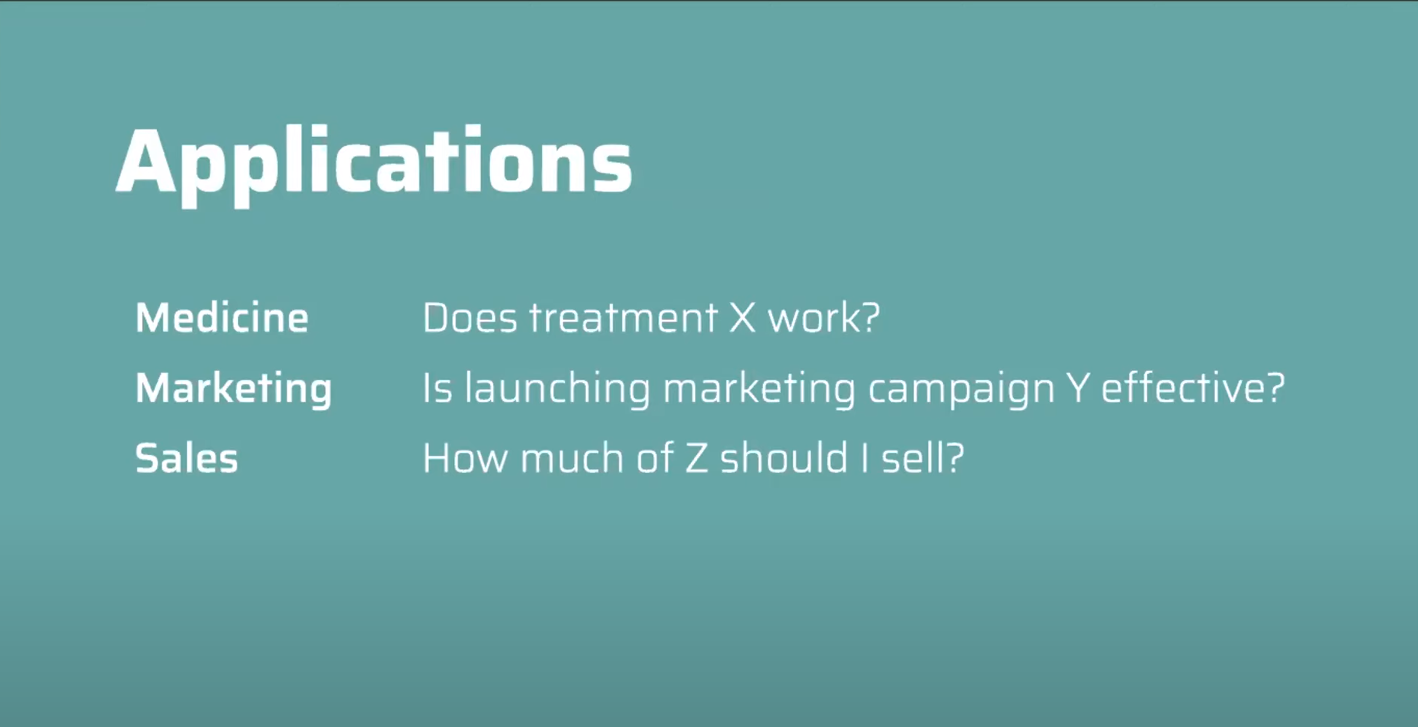 Applications
Medicine Does treatment X work?
Marketing Is launching marketing campaign Y effective?
Sales How much of Z should I sell?